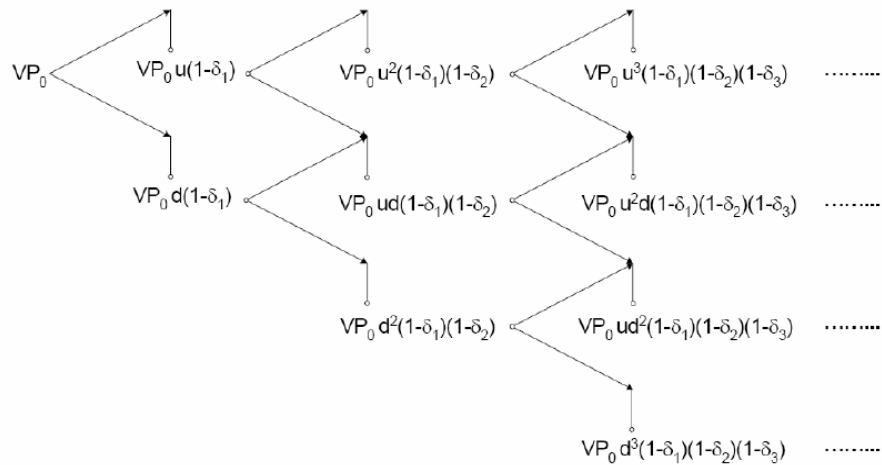 VP₀ VP₀ u(1-δ₁) VP₀ u²(1-δ₁)(1-δ₂) VP₀ u³(1-δ₁)(1-δ₂)(1-δ₃) .........
VP₀ d(1-δ₁) VP₀ ud(1-δ₁)(1-δ₂) VP₀ u²d(1-δ₁)(1-δ₂)(1-δ₃) .........
VP₀ d²(1-δ₁)(1-δ₂) VP₀ ud²(1-δ₁)(1-δ₂)(1-δ₃) .........
VP₀ d³(1-δ₁)(1-δ₂)(1-δ₃) .........